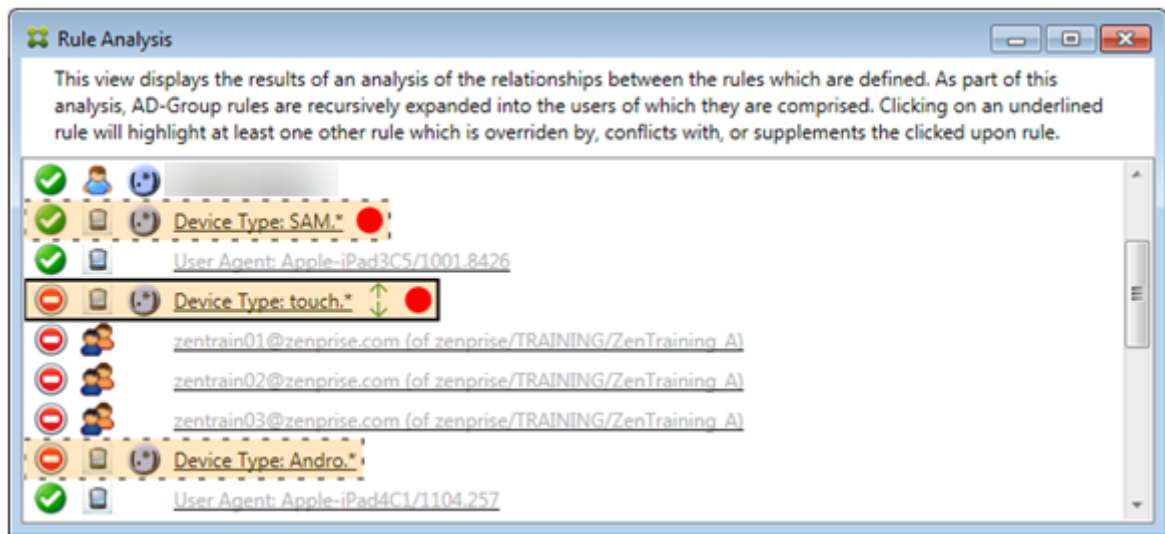 Rule Analysis
This view displays the results of an analysis of the relationships between the rules which are defined. As part of this
analysis, AD-Group rules are recursively expanded into the users of which they are comprised. Clicking on an underlined
rule will highlight at least one other rule which is overriden by, conflicts with, or supplements the clicked upon rule.
(.*)
(.*) Device Type: SAM.*
User Agent: Apple-iPad3C5/1001.8426
(.*) Device Type: touch.*
zentrain01@zenprise.com (of zenprise/TRAINING/ZenTraining_A)
zentrain02@zenprise.com (of zenprise/TRAINING/ZenTraining_A)
zentrain03@zenprise.com (of zenprise/TRAINING/ZenTraining_A)
(.*) Device Type: Andro.*
User Agent: Apple-iPad4C1/1104.257